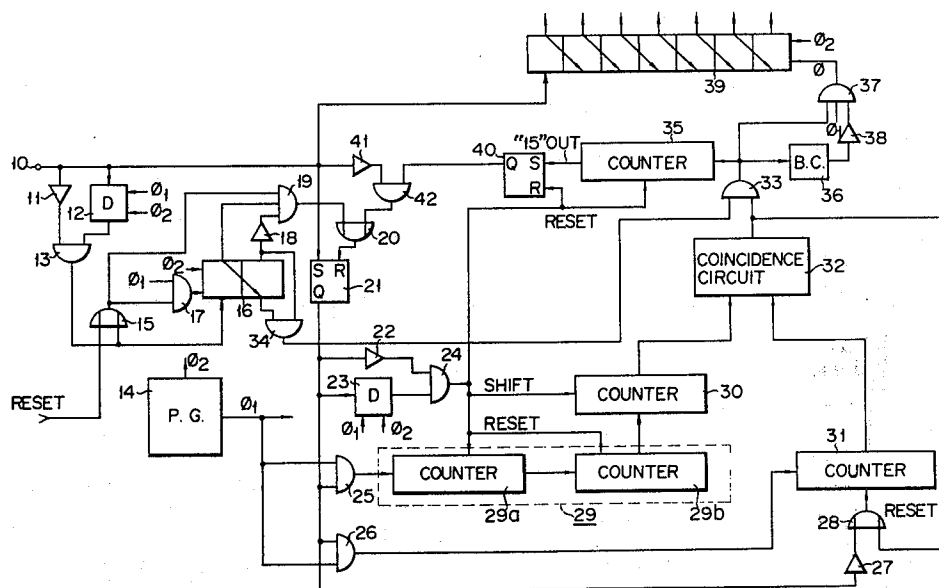 Ø2
Ø
39
37
Ø1
38
35
"15" OUT
COUNTER
B.C.
36
33
40
Q S
R
RESET
41
42
10
11
12
D
Ø1
Ø2
13
19
18
20
S R
Q
21
Ø1
Ø2
16
17
15
34
COINCIDENCE
CIRCUIT
32
22
24
23
D
Ø1 Ø2
SHIFT
COUNTER
30
RESET
14
Ø2
P. G.
Ø1
RESET
25
COUNTER
29a
COUNTER
29b
29
26
31
COUNTER
28
RESET
27